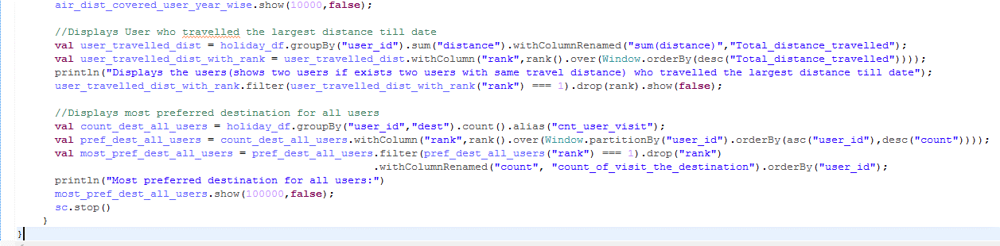 air_dist_covered_user_year_wise.show(10000,false);
//Displays User who travelled the largest distance till date
val user_travelled_dist = holiday_df.groupBy("user_id").sum("distance").withColumnRenamed("sum(distance)","Total_distance_travelled");
val user_travelled_dist_with_rank = user_travelled_dist.withColumn("rank",rank().over(Window.orderBy(desc("Total_distance_travelled"))));
println("Displays the users(shows two users if exists two users with same travel distance) who travelled the largest distance till date");
user_travelled_dist_with_rank.filter(user_travelled_dist_with_rank("rank") === 1).drop(rank).show(false);
//Displays most preferred destination for all users
val count_dest_all_users = holiday_df.groupBy("user_id","dest").count().alias("cnt_user_visit");
val pref_dest_all_users = count_dest_all_users.withColumn("rank",rank().over(Window.partitionBy("user_id").orderBy(asc("user_id"),desc("count"))));
val most_pref_dest_all_users = pref_dest_all_users.filter(pref_dest_all_users("rank") === 1).drop("rank")
.withColumnRenamed("count", "count_of_visit_the_destination").orderBy("user_id");
println("Most preferred destination for all users:")
most_pref_dest_all_users.show(100000,false);
sc.stop()
}
}